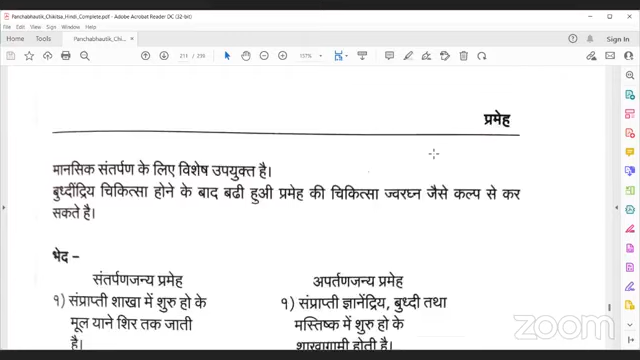 Panchabhautik_Chikitsa_Hindi_Complete.pdf - Adobe Acrobat Reader DC (32-bit)
File Edit View Sign Window Help
Home Tools Panchabhautik_Chi... ×
211 / 239 157% Sign In
प्रमेह
मानसिक संतर्पण के लिए विशेष उपयुक्त है।
बुध्दींद्रिय चिकित्सा होने के बाद बढी हुअी प्रमेह की चिकित्सा ज्वरघ्न जैसे कल्प से कर
सकते है।
भेद –
संतर्पणजन्य प्रमेह अपर्तणजन्य प्रमेह
१) संप्राप्ती शाखा में शुरु हो के १) संप्राप्ती ज्ञानेंद्रिय, बुध्दी तथा
मूल याने शिर तक जाती मस्तिष्क में शुरु हो के
है। शाखागामी होती है।
zoom